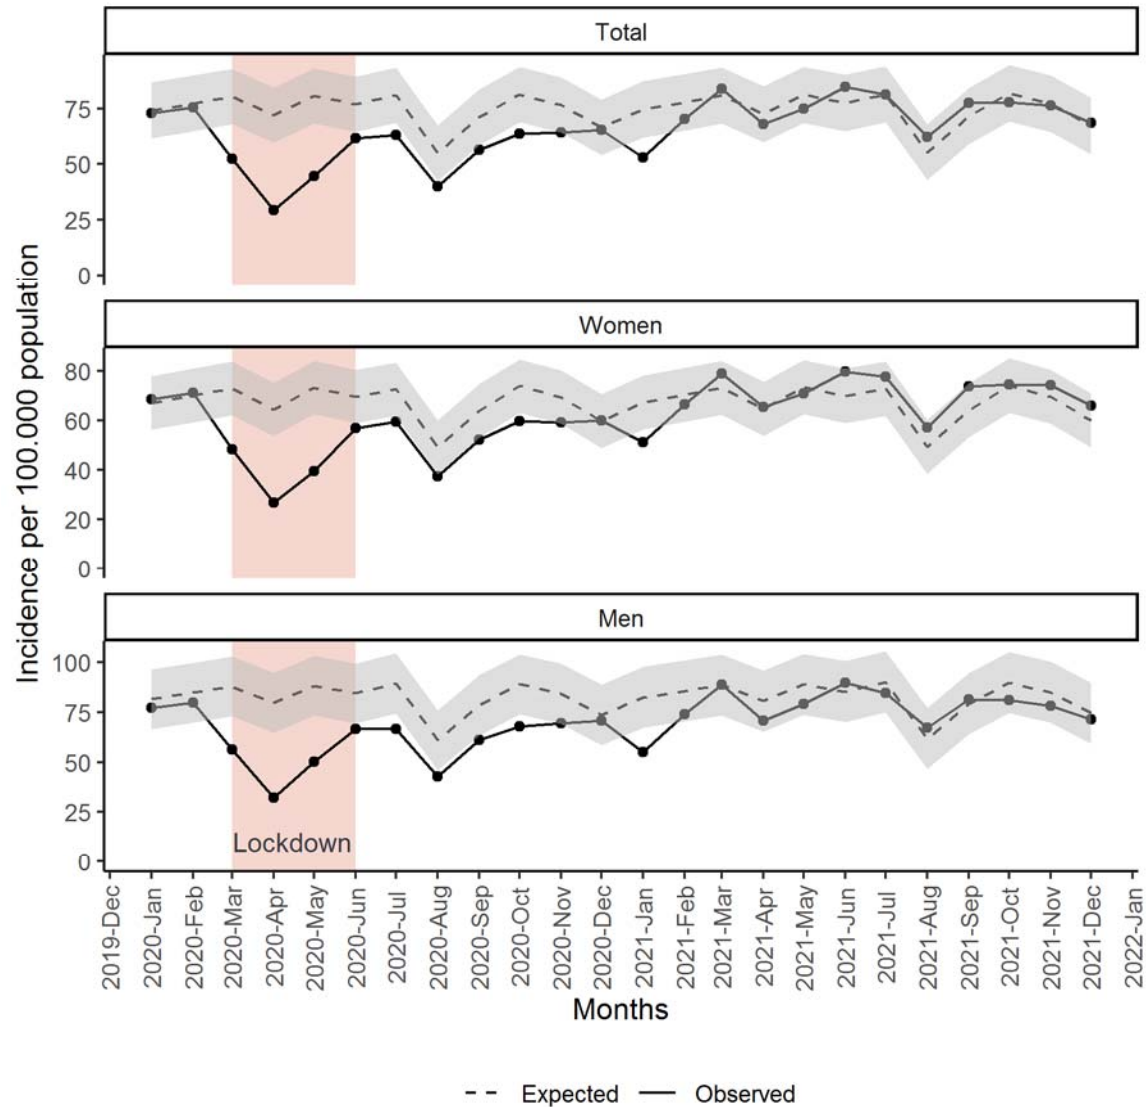 Total
75
50
25
0
Women
80
60
40
20
0
Men
100
75
50
25
0
Lockdown
Incidence per 100.000 population
2019-Dec
2020-Jan
2020-Feb
2020-Mar
2020-Apr
2020-May
2020-Jun
2020-Jul
2020-Aug
2020-Sep
2020-Oct
2020-Nov
2020-Dec
2021-Jan
2021-Feb
2021-Mar
2021-Apr
2021-May
2021-Jun
2021-Jul
2021-Aug
2021-Sep
2021-Oct
2021-Nov
2021-Dec
2022-Jan
Months
Expected Observed